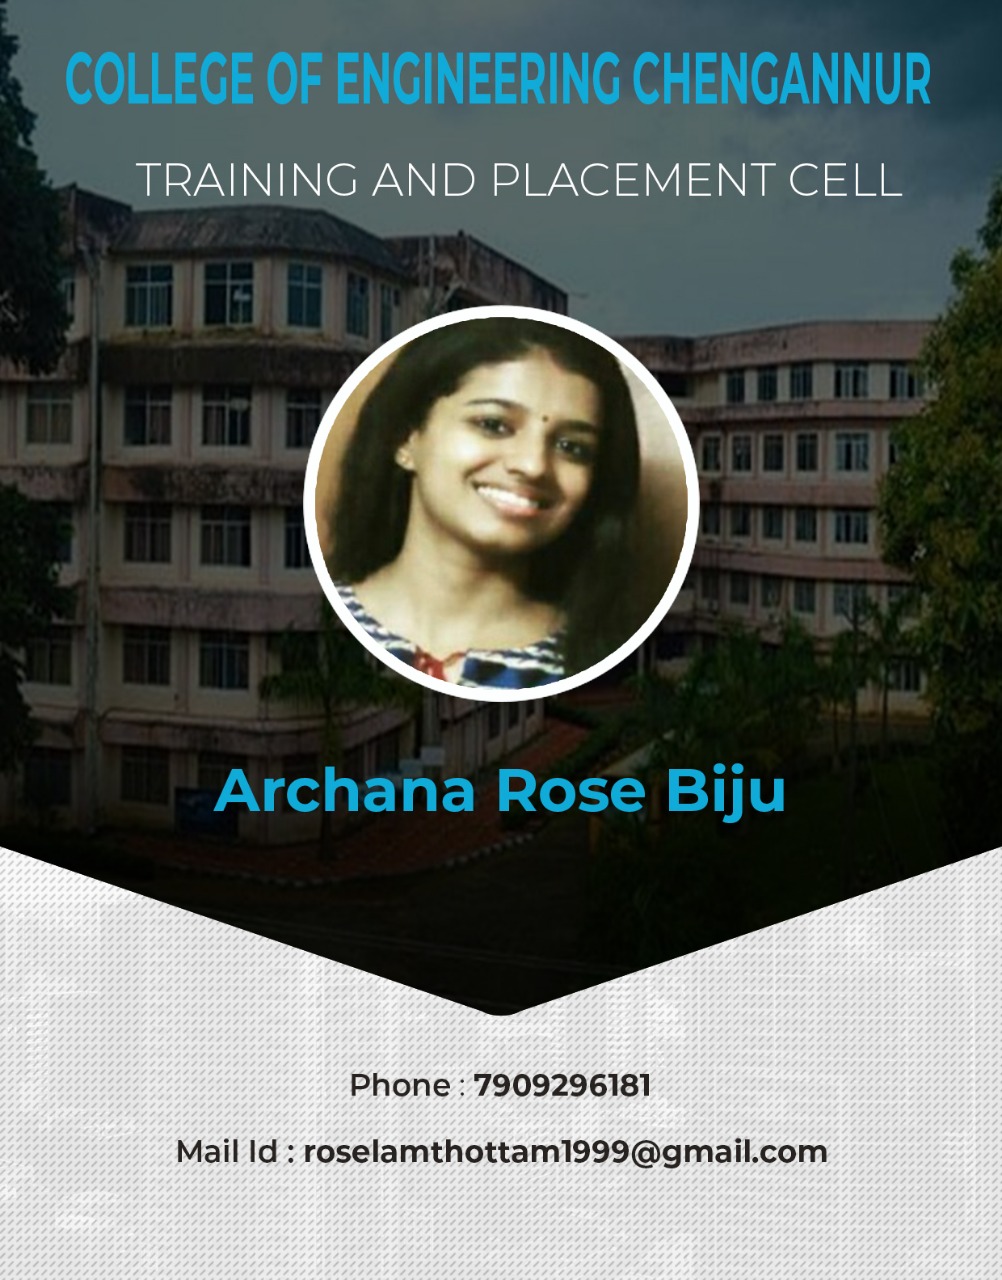 COLLEGE OF ENGINEERING CHENGANNUR
TRAINING AND PLACEMENT CELL
Archana Rose Biju
Phone : 7909296181
Mail Id : roselamthottam1999@gmail.com